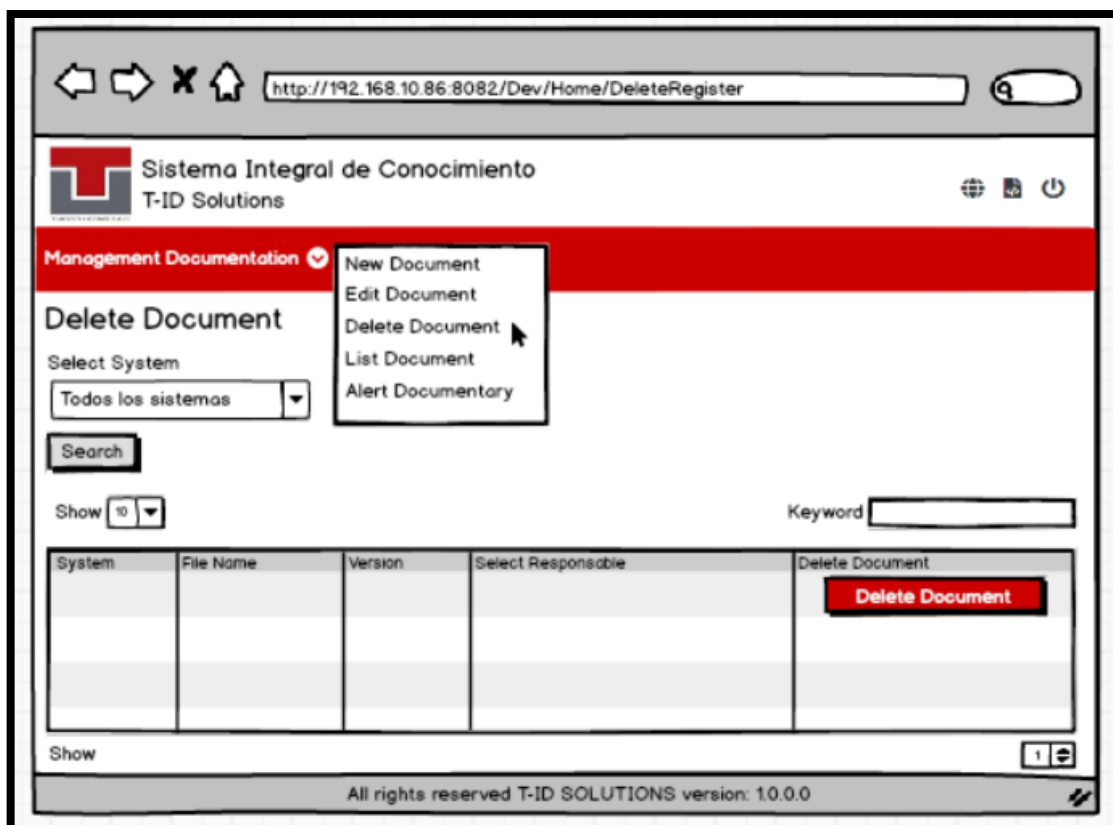 http://192.168.10.86:8082/Dev/Home/DeleteRegister
Sistema Integral de Conocimiento
T-ID Solutions
Management Documentation
New Document
Edit Document
Delete Document
List Document
Alert Documentary
Delete Document
Select System
Todos los sistemas
Search
Show 10
Keyword
System File Name Version Select Responsable Delete Document
Delete Document
Show
1
All rights reserved T-ID SOLUTIONS version: 1.0.0.0